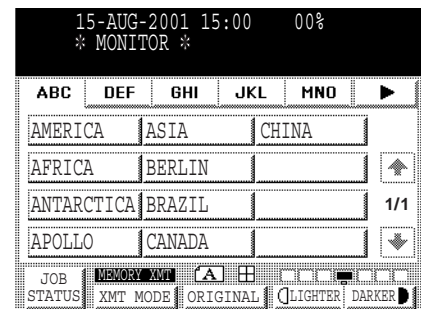 15-AUG-2001 15:00 00%
※ MONITOR ※
ABC DEF GHI JKL MNO
AMERICA ASIA CHINA
AFRICA BERLIN
ANTARCTICA BRAZIL 1/1
APOLLO CANADA
JOB STATUS MEMORY XMT A
XMT MODE ORIGINAL LIGHTER DARKER